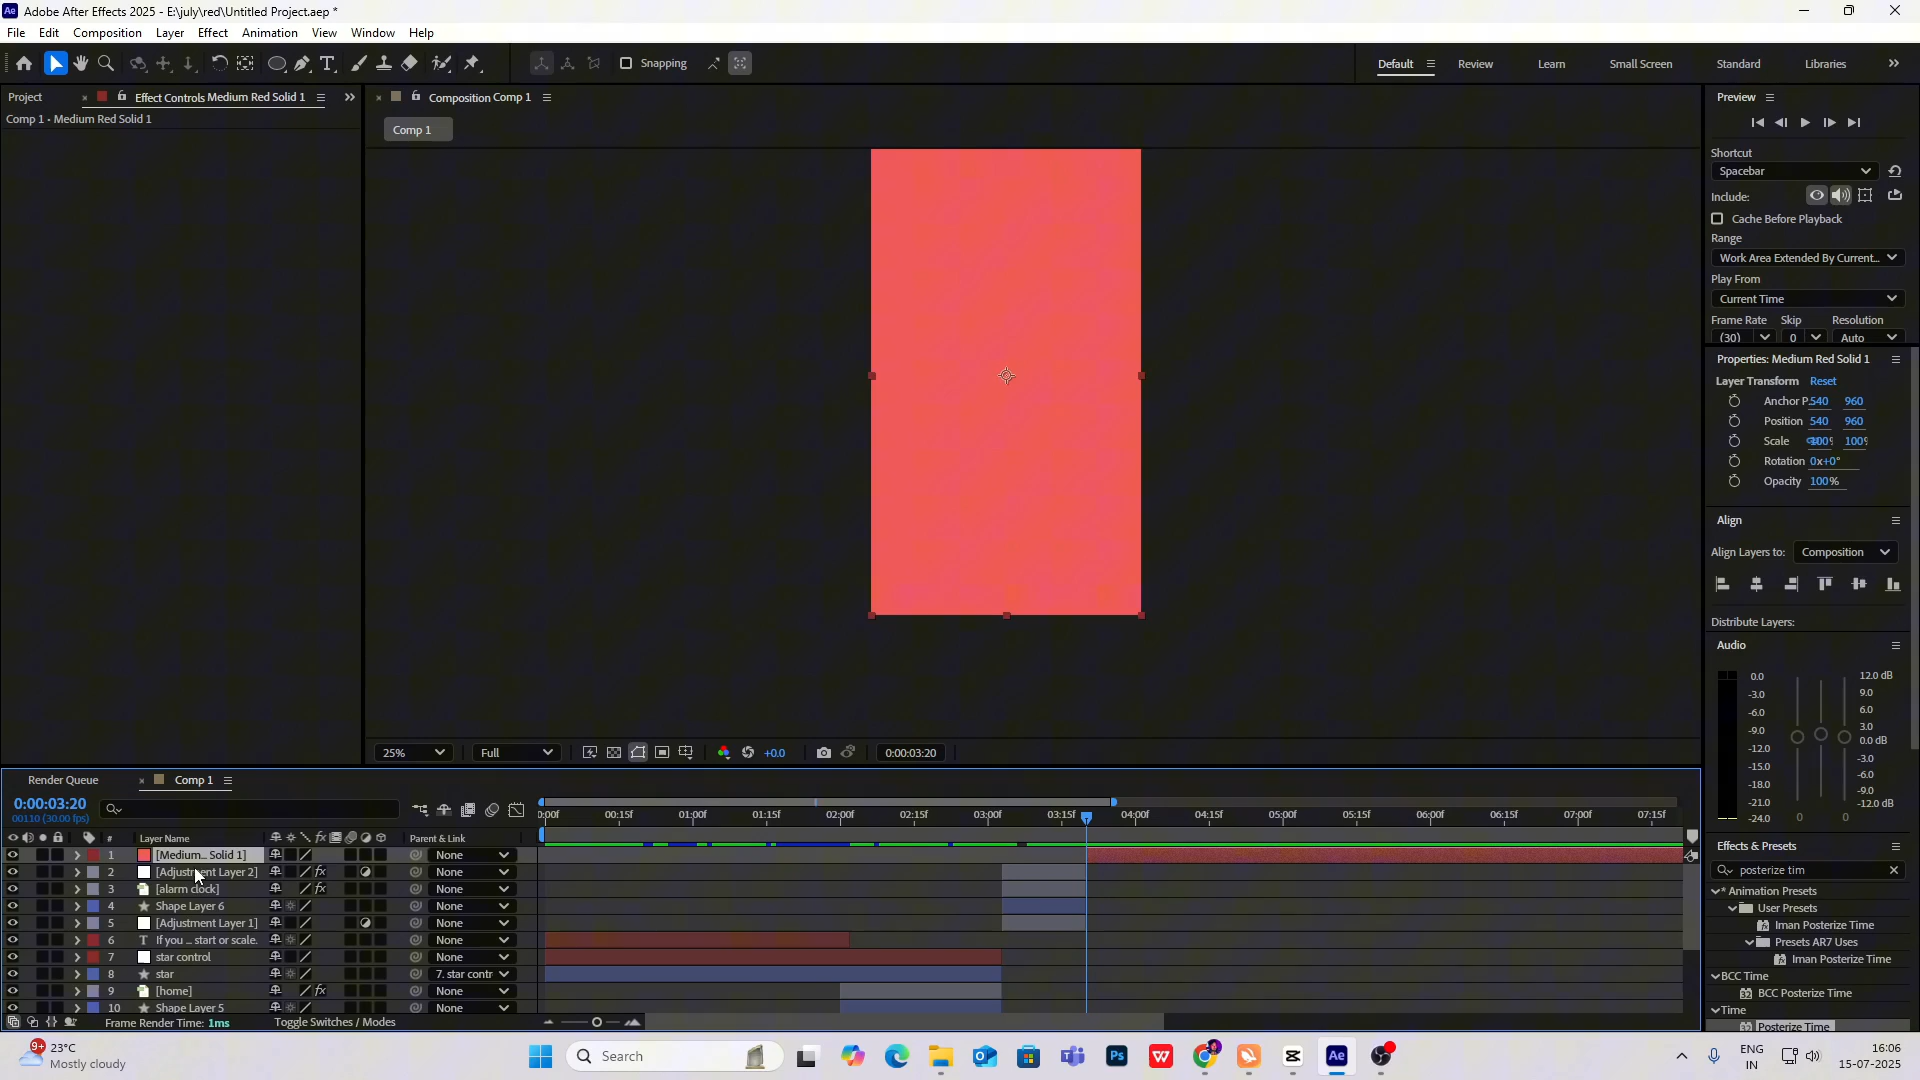 Adobe After Effects 2025 - E:\july\red\Untitled Project.aep *
File Edit Composition Layer Effect Animation View Window Help
Snapping
Default Review Learn Small Screen Standard Libraries
Project Effect Controls Medium Red Solid 1
Composition Comp 1
Preview
Comp 1 • Medium Red Solid 1
Comp 1
Shortcut
Spacebar
Include:
Cache Before Playback
Range
Work Area Extended By Current...
Play From
Current Time
Frame Rate Skip Resolution
(30) 0 Auto
Properties: Medium Red Solid 1
Layer Transform Reset
Anchor P... 540 960
Position 540 960
Scale 100% 100%
Rotation 0x+0°
Opacity 100%
Align
Align Layers to: Composition
Distribute Layers:
Audio
0.0 12.0 dB
-3.0 9.0
-6.0 6.0
-9.0 3.0
-12.0 0.0 dB
-15.0 -3.0
-18.0 -6.0
-21.0 -9.0
-24.0 0 0 -12.0 dB
25% Full +0.0 0:00:03:20
Render Queue Comp 1
0:00:03:20
00110 (30.00 fps)
0:00f 00:15f 01:00f 01:15f 02:00f 02:15f 03:00f 03:15f 04:00f 04:15f 05:00f 05:15f 06:00f 06:15f 07:00f 07:15f
# Layer Name fx Parent & Link
1 [Medium... Solid 1] None
2 [Adjustment Layer 2] fx None
3 [alarm clock] fx None
4 Shape Layer 6 None
5 [Adjustment Layer 1] None
6 T If you ... start or scale. None
7 star control None
8 star 7. star contr
9 [home] fx None
10 Shape Layer 5 None
Frame Render Time: 1ms Toggle Switches / Modes
Effects & Presets
posterize tim
* Animation Presets
User Presets
Iman Posterize Time
Presets AR7 Uses
Iman Posterize Time
BCC Time
BCC Posterize Time
Time
Posterize Time
9+
23°C
Mostly cloudy
Search
ENG
IN
16:06
15-07-2025